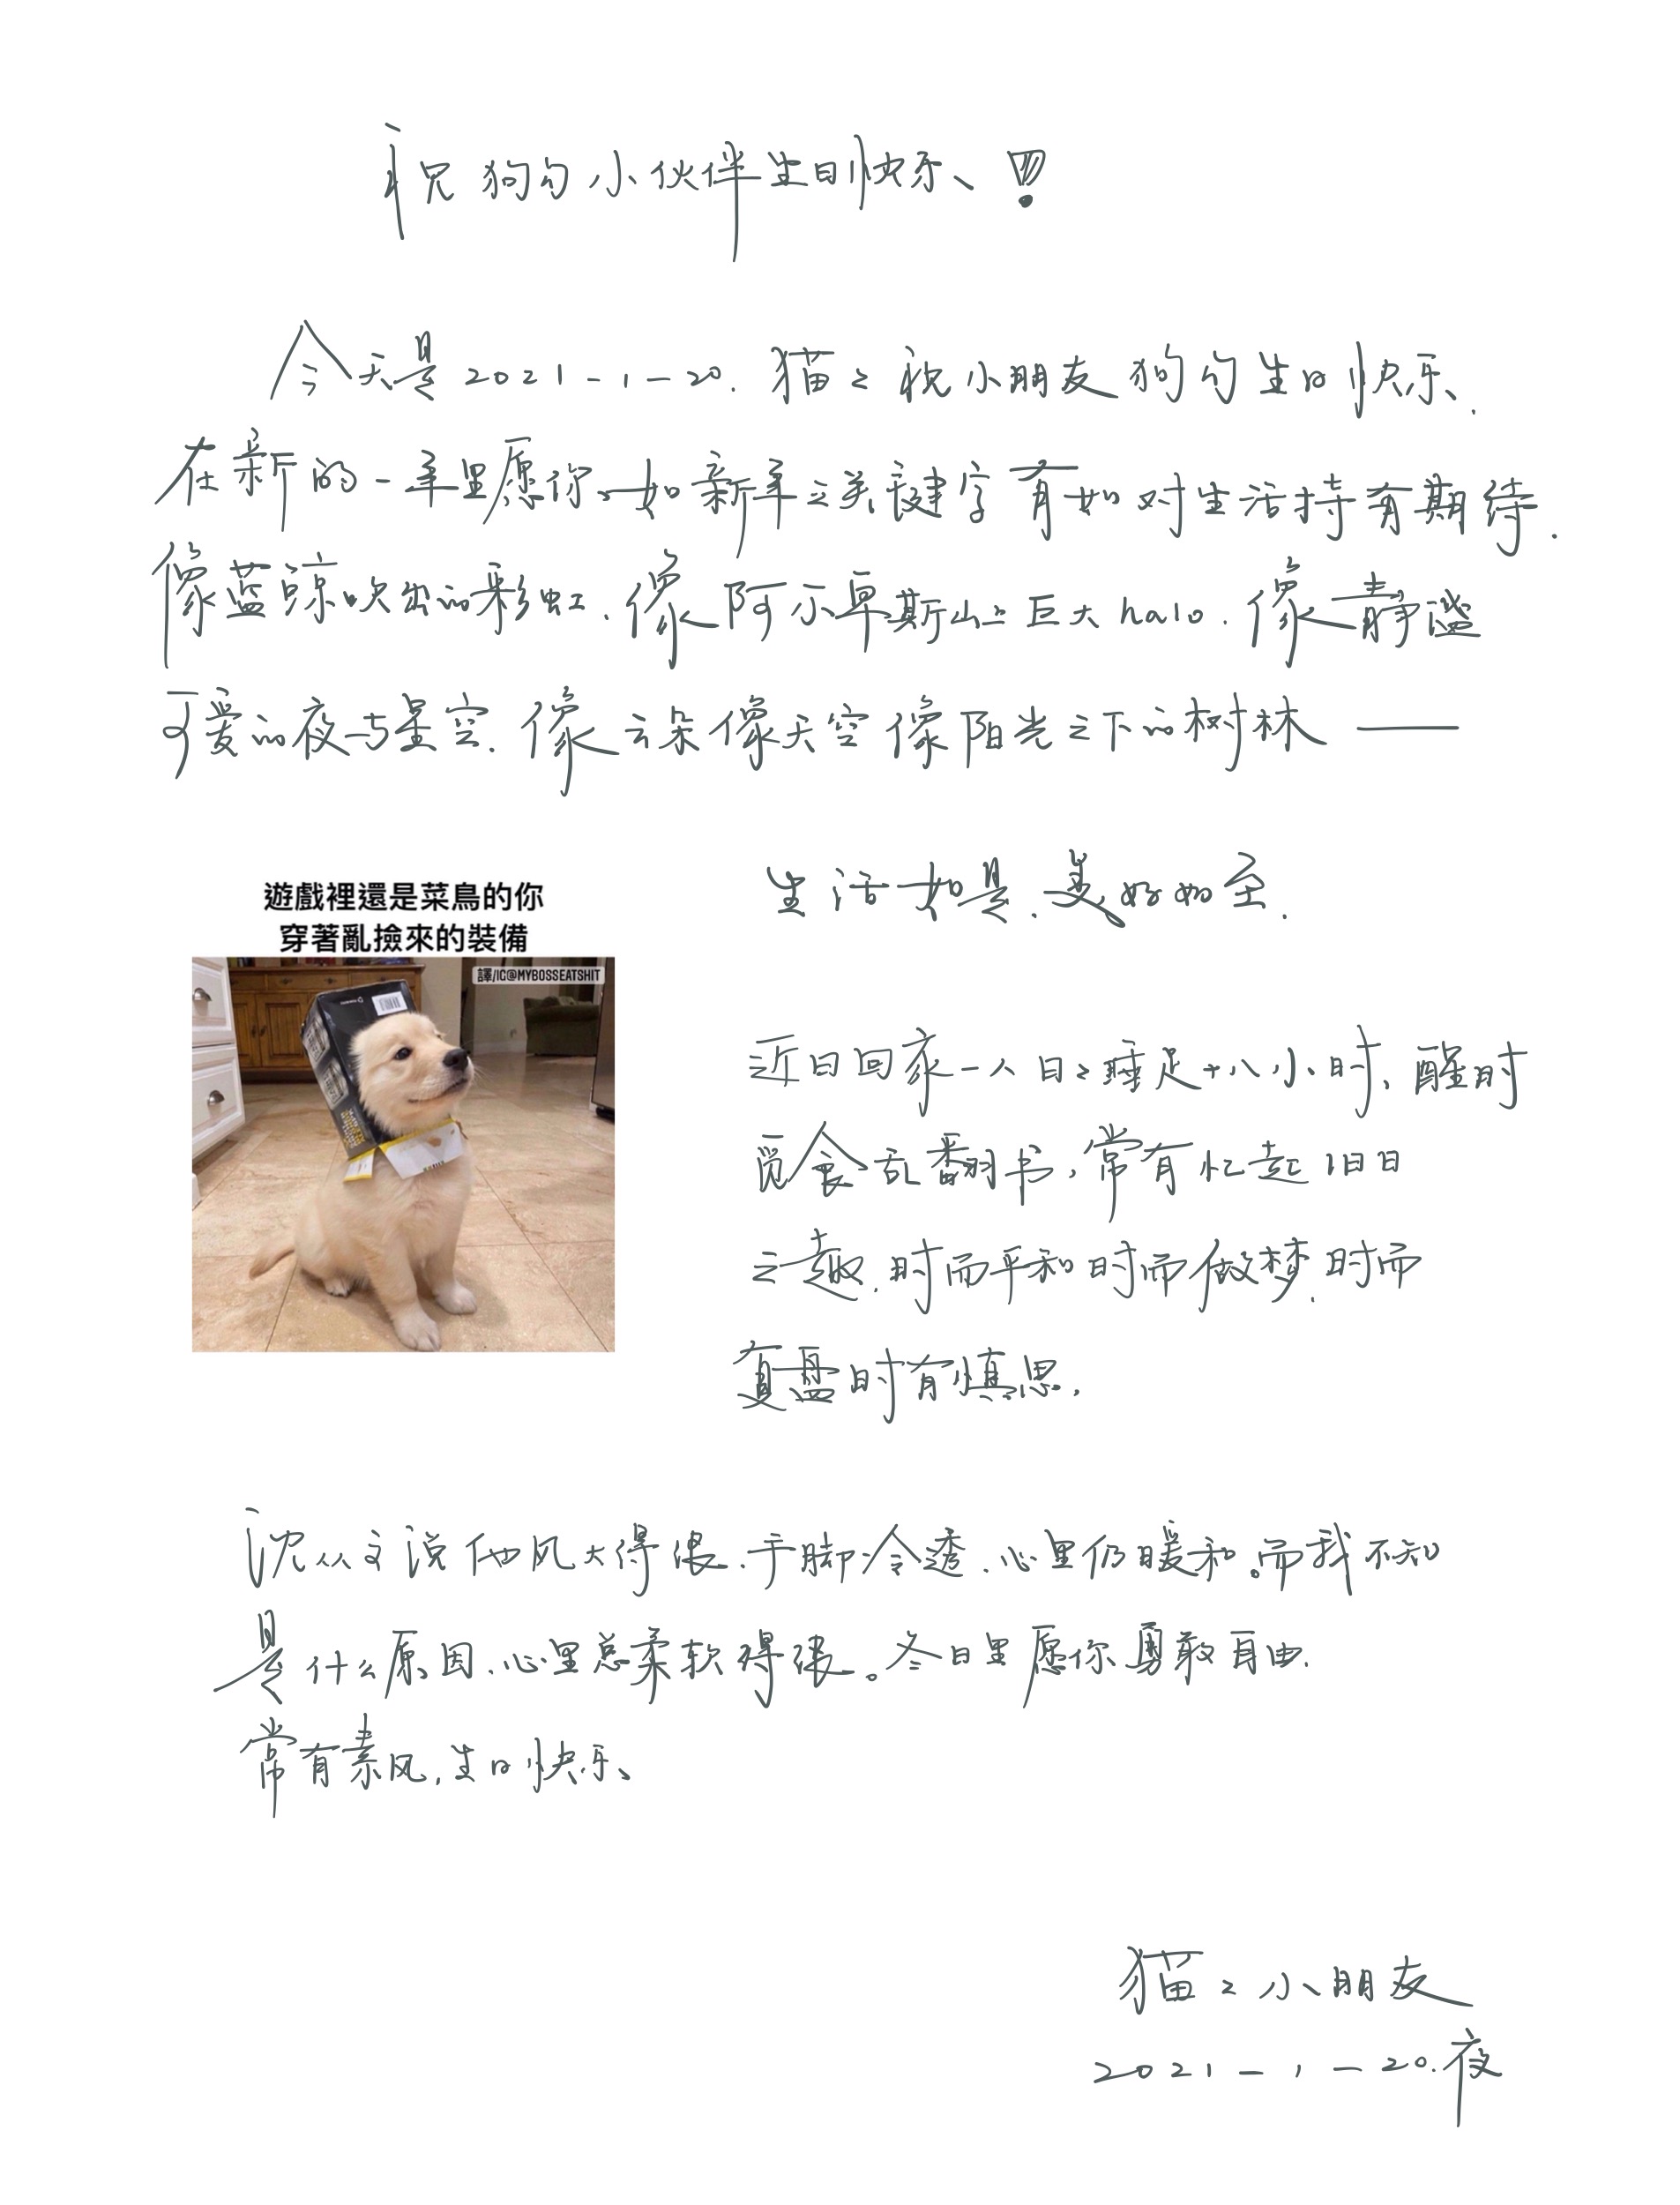 祝狗勾小伙伴生日快乐、!
今天是2021-1-20. 猫々祝小朋友狗勾生日快乐、.
在新的一年里愿你、如新年之关键字有如对生活持有期待.
像蓝鲸吹出的彩虹.像阿尔卑斯山上巨大halo.像静谧
可爱的夜与星空.像云朵像天空像阳光之下的树林——
生活如是.美好如至.
遊戲裡還是菜鳥的你
穿著亂撿來的裝備
譯/IG@MYBOSSEATSHIT
近日回家一人日々睡足十八小时、醒时
觅食乱翻书,常有忆起旧日
之趣.时而平和时而做梦.时而
复盘时有慎思.
沈从文说他风大得很.手脚冷透.心里仍暖和。而我不知
是什么原因.心里总柔软得很。冬日里愿你勇敢自由.
常有素风.生日快乐、
猫々小朋友
2021-1-20.夜